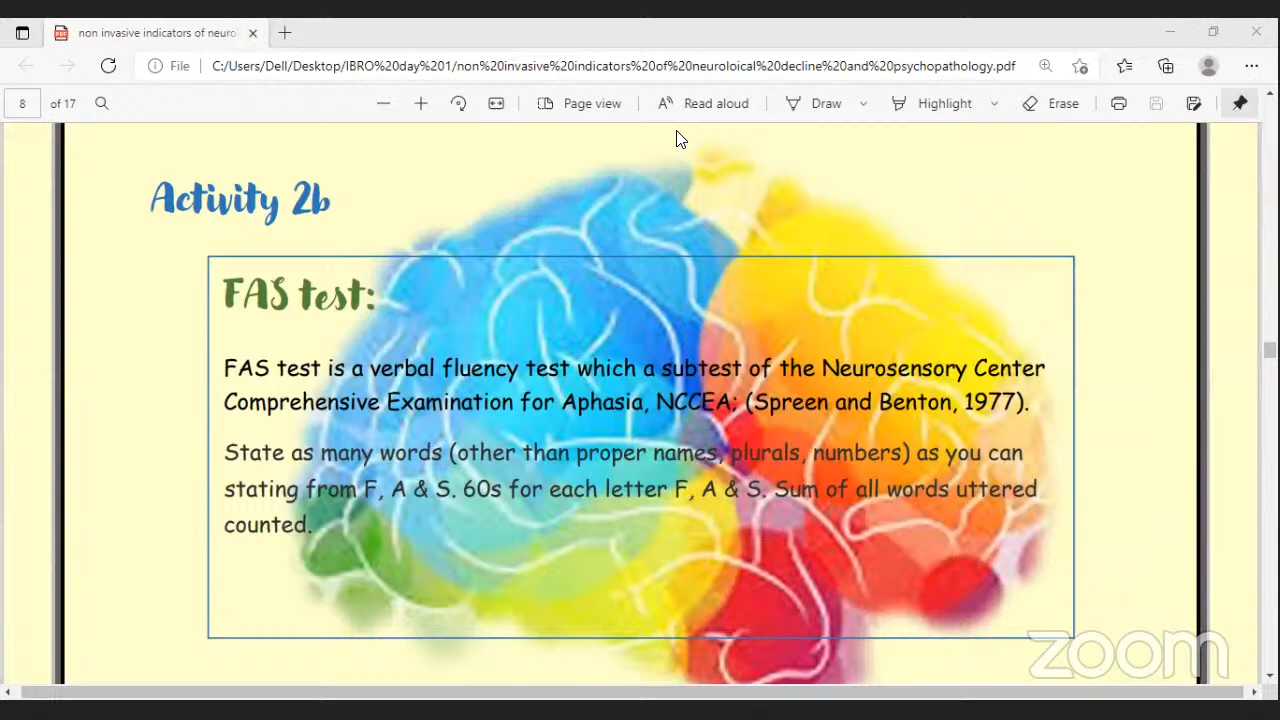 non invasive indicators of neuro
File
C:/Users/Dell/Desktop/IBRO%20day%201/non%20invasive%20indicators%20of%20neuroloical%20decline%20and%20psychopathology.pdf
8 of 17
Page view
Read aloud
Draw
Highlight
Erase
Activity 2b
FAS test:
FAS test is a verbal fluency test which a subtest of the Neurosensory Center
Comprehensive Examination for Aphasia, NCCEA; (Spreen and Benton, 1977).
State as many words (other than proper names, plurals, numbers) as you can
stating from F, A & S. 60s for each letter F, A & S. Sum of all words uttered
counted.
zoom